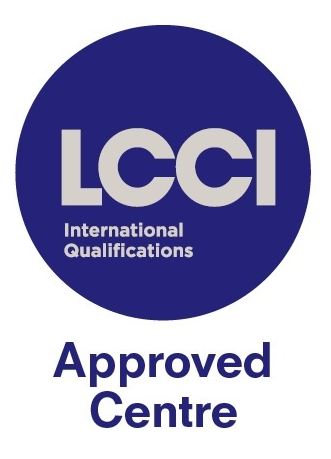 LCCI
International
Qualifications
Approved
Centre